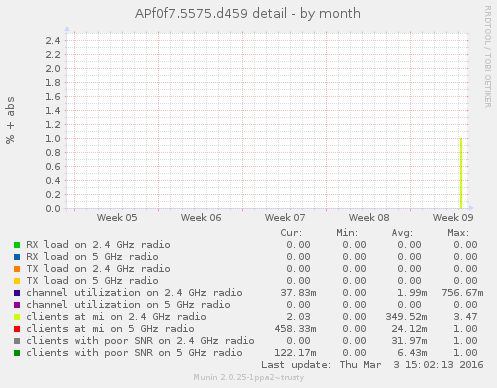 APf0f7.5575.d459 detail - by month
RRDTOOL / TOBI OETIKER
% + abs
2.4
2.2
2.0
1.8
1.6
1.4
1.2
1.0
0.8
0.6
0.4
0.2
0.0
Week 05 Week 06 Week 07 Week 08 Week 09
Cur: Min: Avg: Max:
RX load on 2.4 GHz radio 0.00 0.00 0.00 0.00
RX load on 5 GHz radio 0.00 0.00 0.00 0.00
TX load on 2.4 GHz radio 0.00 0.00 0.00 0.00
TX load on 5 GHz radio 0.00 0.00 0.00 0.00
channel utilization on 2.4 GHz radio 37.83m 0.00 1.99m 756.67m
channel utilization on 5 GHz radio 0.00 0.00 0.00 0.00
clients at mi on 2.4 GHz radio 2.03 0.00 349.52m 3.47
clients at mi on 5 GHz radio 458.33m 0.00 24.12m 1.00
clients with poor SNR on 2.4 GHz radio 0.00 0.00 31.97m 1.00
clients with poor SNR on 5 GHz radio 122.17m 0.00 6.43m 1.00
Last update: Thu Mar 3 15:02:13 2016
Munin 2.0.25-1ppa2~trusty